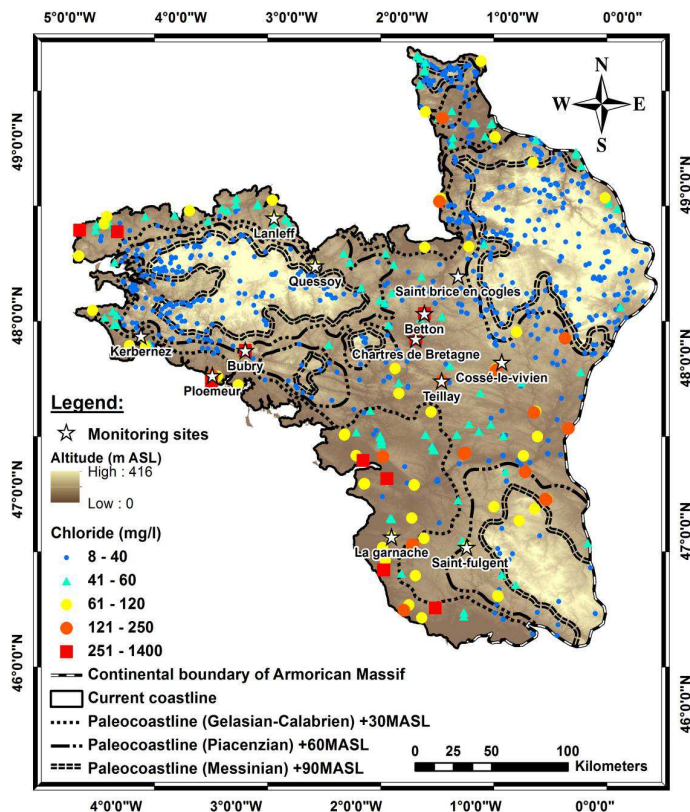 5°0'0"W 4°0'0"W 3°0'0"W 2°0'0"W 1°0'0"W 0°0'0"
49°0'0"N
48°0'0"N
47°0'0"N
46°0'0"N
N
W E
S
Lanleff
Quessoy
Saint brice en cogles
Betton
Kerbernez
Bubry
Chartres de Bretagne
Cossé-le-vivien
Ploemeur
Teillay
La garnache
Saint-fulgent
Legend:
Monitoring sites
Altitude (m ASL)
High : 416
Low : 0
Chloride (mg/l)
8 - 40
41 - 60
61 - 120
121 - 250
251 - 1400
Continental boundary of Armorican Massif
Current coastline
Paleocoastline (Gelasian-Calabrien) +30MASL
Paleocoastline (Piacenzian) +60MASL
Paleocoastline (Messinian) +90MASL
0 25 50 100
Kilometers
49°0'0"N
48°0'0"N
47°0'0"N
46°0'0"N
4°0'0"W 3°0'0"W 2°0'0"W 1°0'0"W 0°0'0"